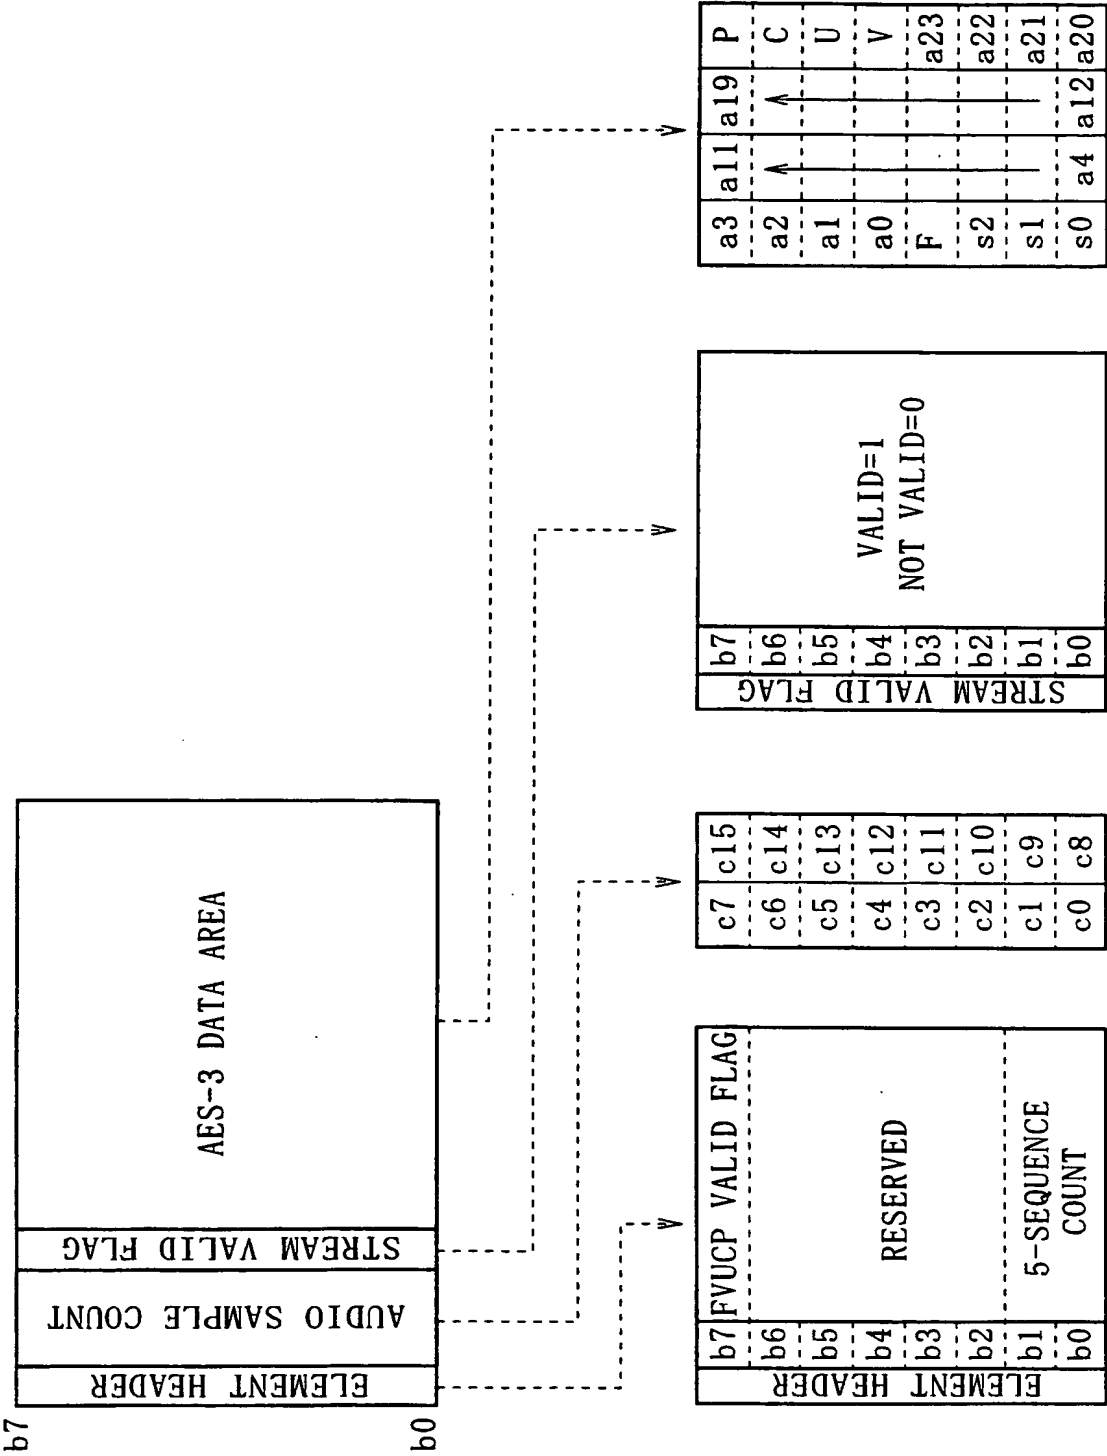 b7
b0
ELEMENT HEADER
AUDIO SAMPLE COUNT
STREAM VALID FLAG
AES-3 DATA AREA
ELEMENT HEADER
b7 FVUCP VALID FLAG
b6
b5
b4
b3
b2
RESERVED
b1
b0
5-SEQUENCE
COUNT
c7 c15
c6 c14
c5 c13
c4 c12
c3 c11
c2 c10
c1 c9
c0 c8
STREAM VALID FLAG
b7
b6
b5
b4
b3
b2
b1
b0
VALID=1
NOT VALID=0
a3 a11 a19 P
a2 C
a1 U
a0 V
F a23
s2 a22
s1 a21
s0 a4 a12 a20